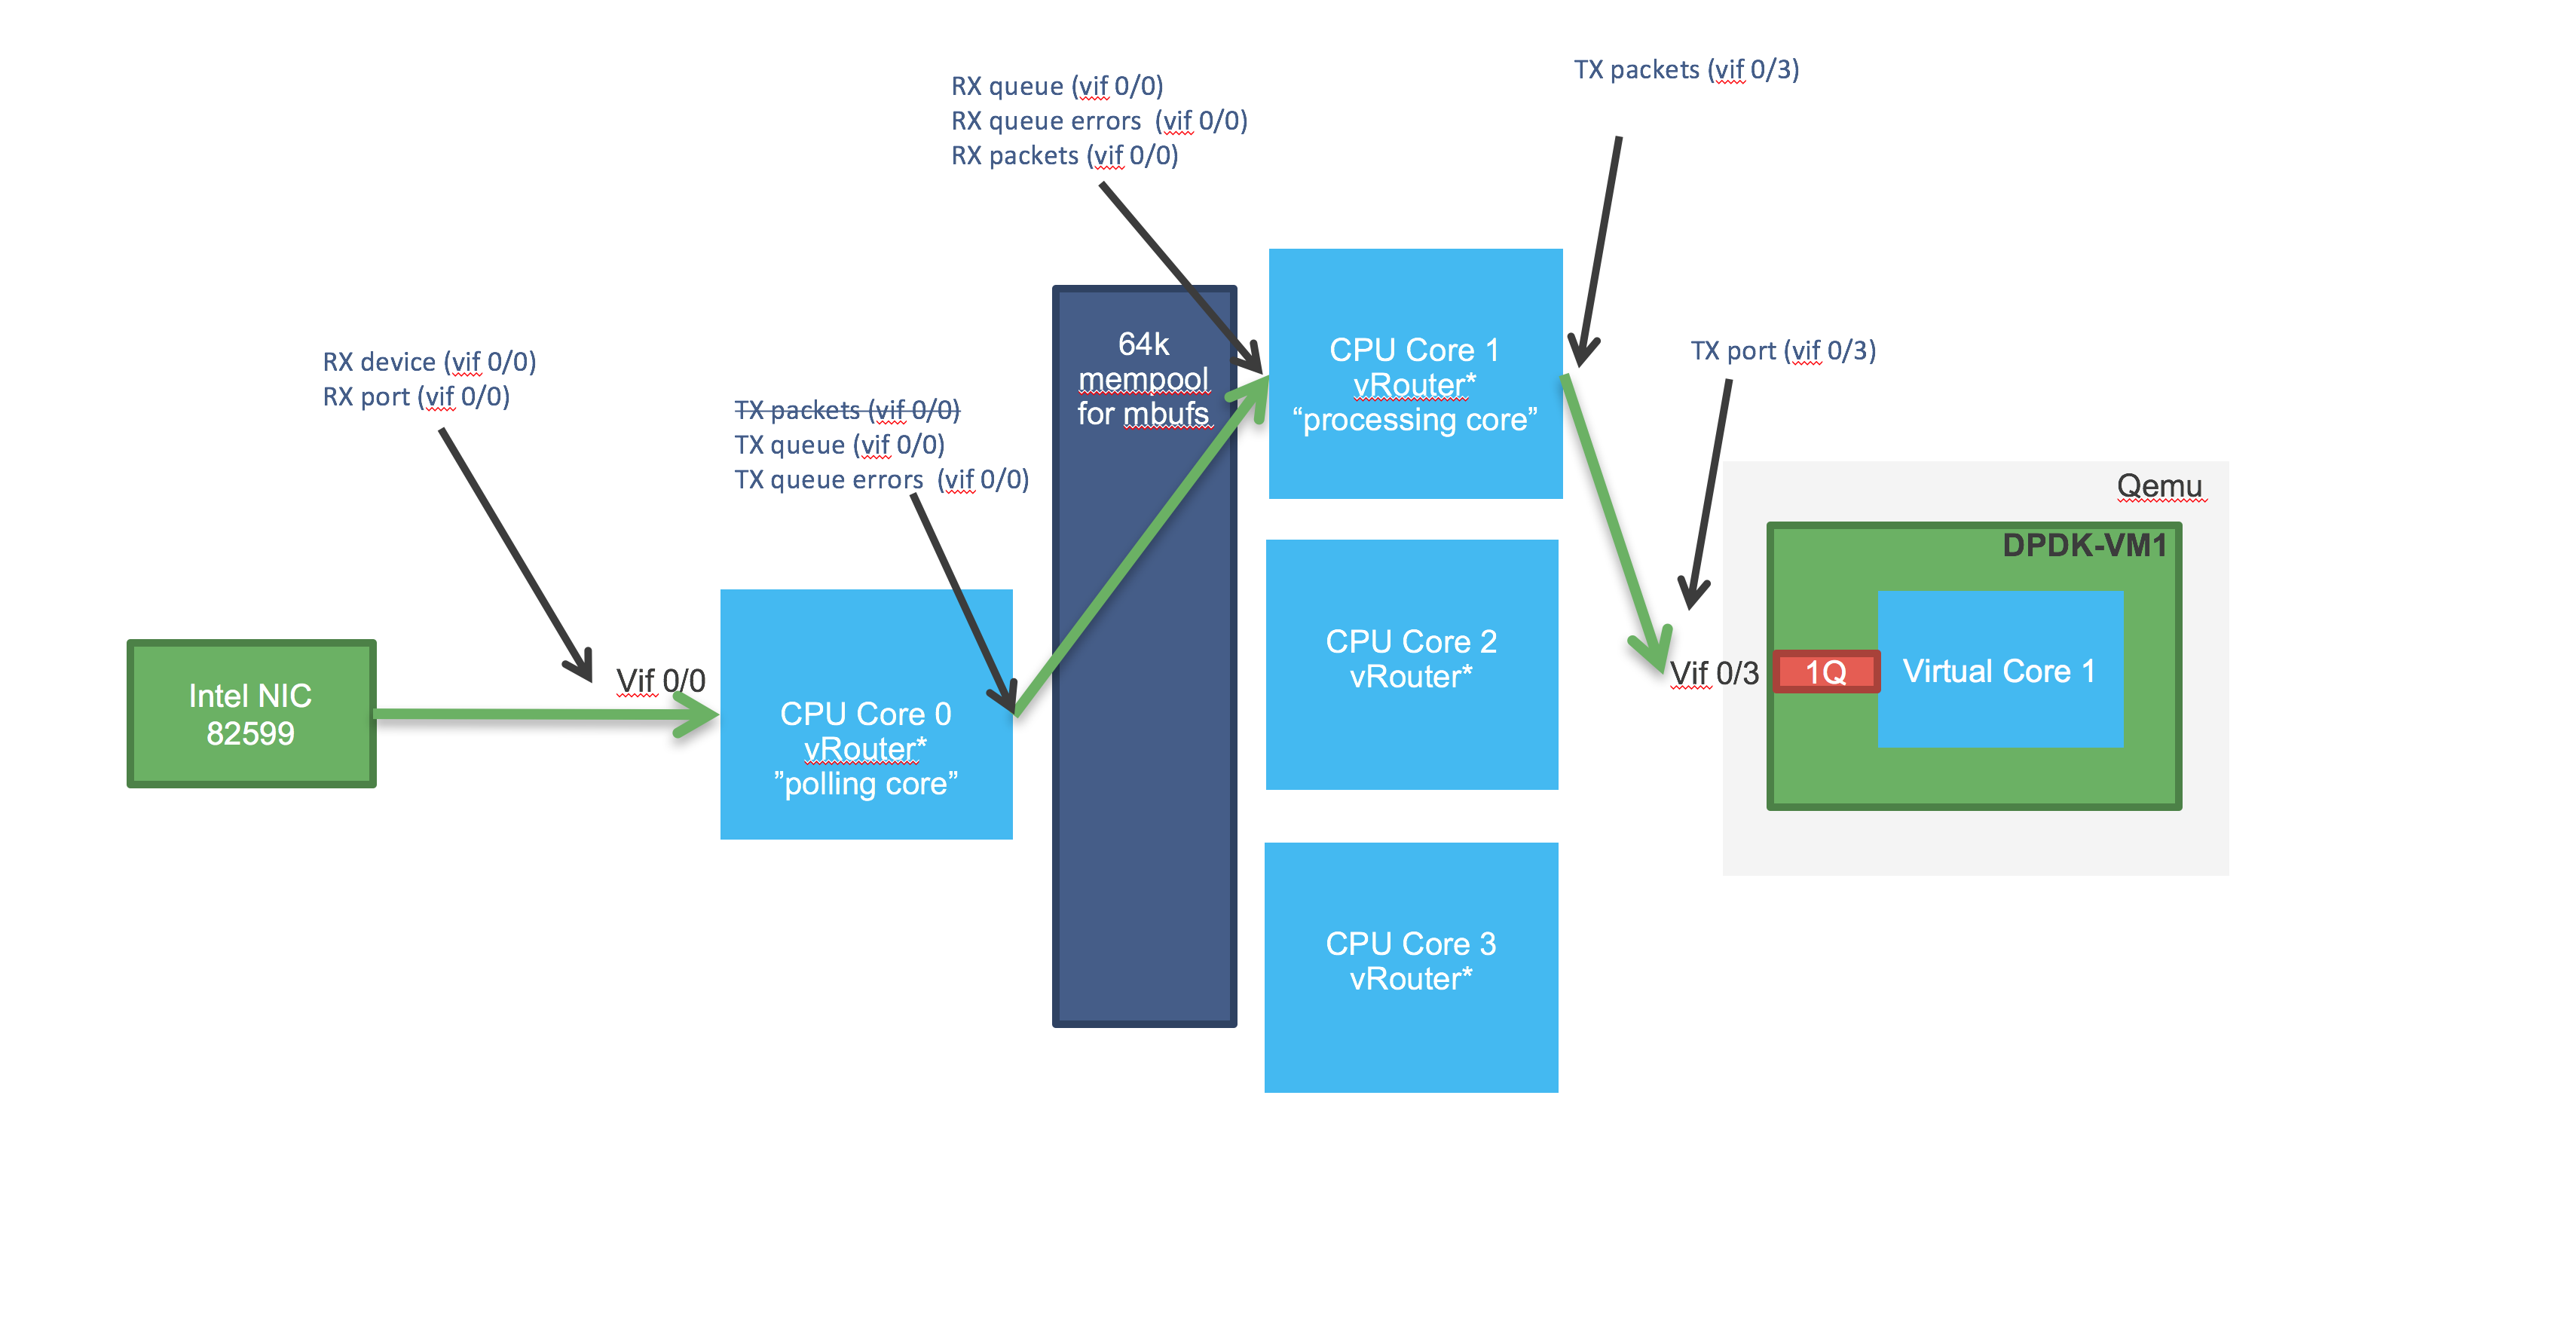 TX packets (vif 0/3)
RX queue (vif 0/0)
RX queue errors  (vif 0/0)
RX packets (vif 0/0)
RX device (vif 0/0)
RX port (vif 0/0)
TX packets (vif 0/0)
TX queue (vif 0/0)
TX queue errors  (vif 0/0)
64k
mempool
for mbufs
CPU Core 1
vRouter*
“processing core”
TX port (vif 0/3)
Qemu
DPDK-VM1
Intel NIC
82599
Vif 0/0
CPU Core 0
vRouter*
”polling core”
CPU Core 2
vRouter*
Vif 0/3
1Q
Virtual Core 1
CPU Core 3
vRouter*